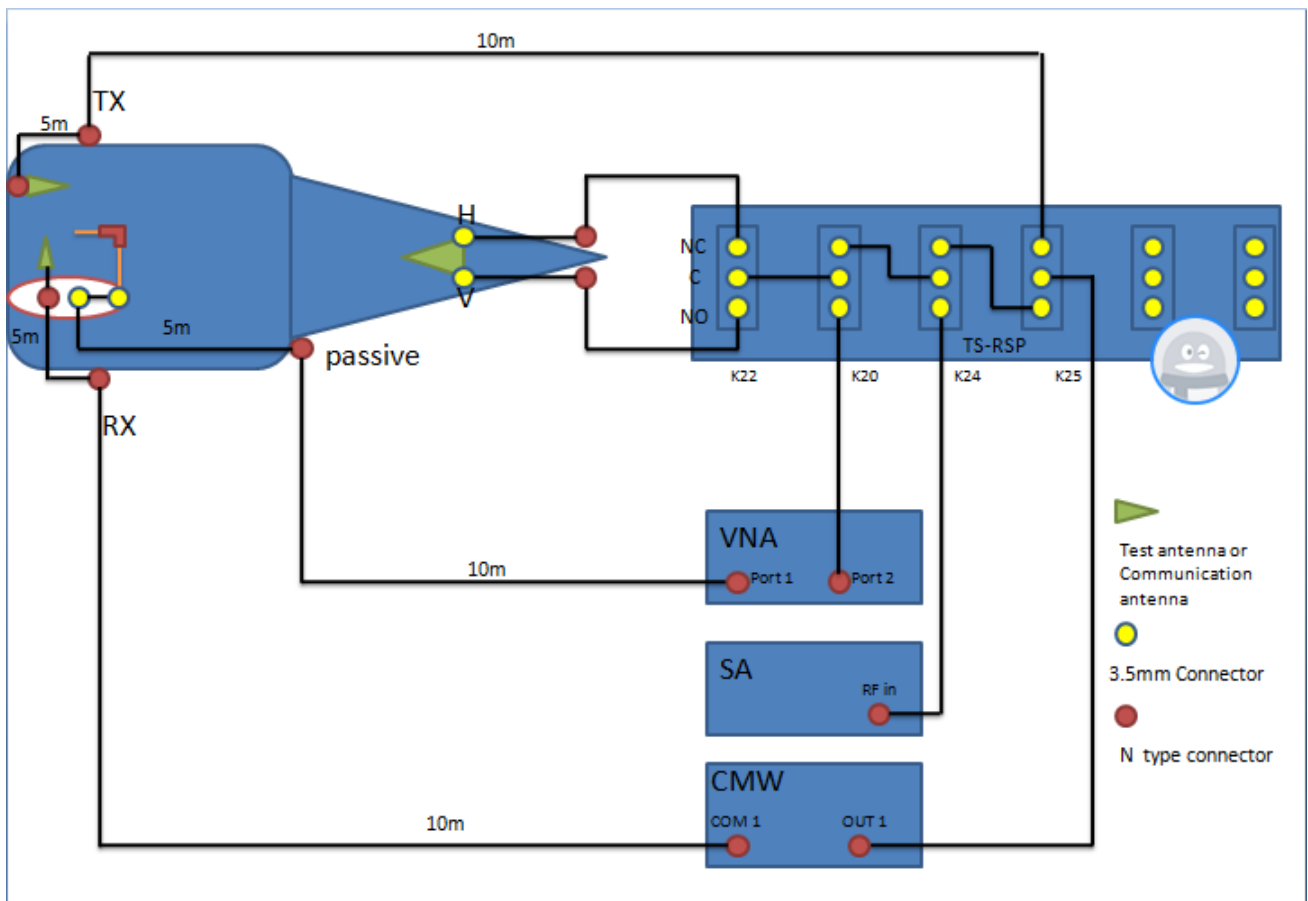 10m
TX
5m
H
V
NC
C
NO
TS-RSP
K22
K20
K24
K25
5m
5m
passive
RX
VNA
Port 1
Port 2
10m
SA
RF in
CMW
COM 1
OUT 1
10m
Test antenna or
Communication
antenna
3.5mm Connector
N type connector